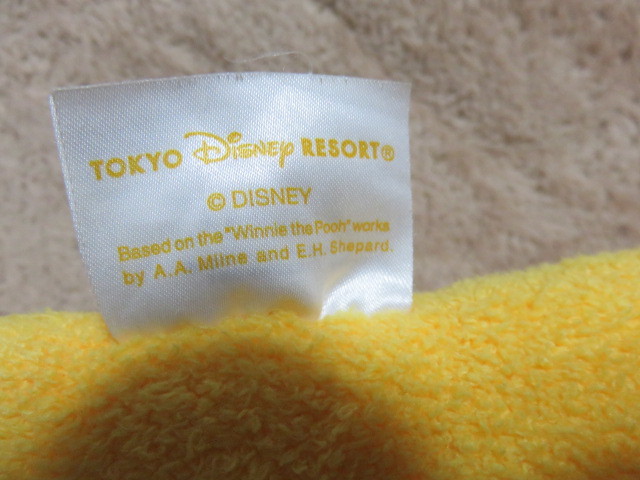 TOKYO Disney RESORT®
© DISNEY
Based on the "Winnie the Pooh" works
by A.A. Milne and E.H. Shepard.